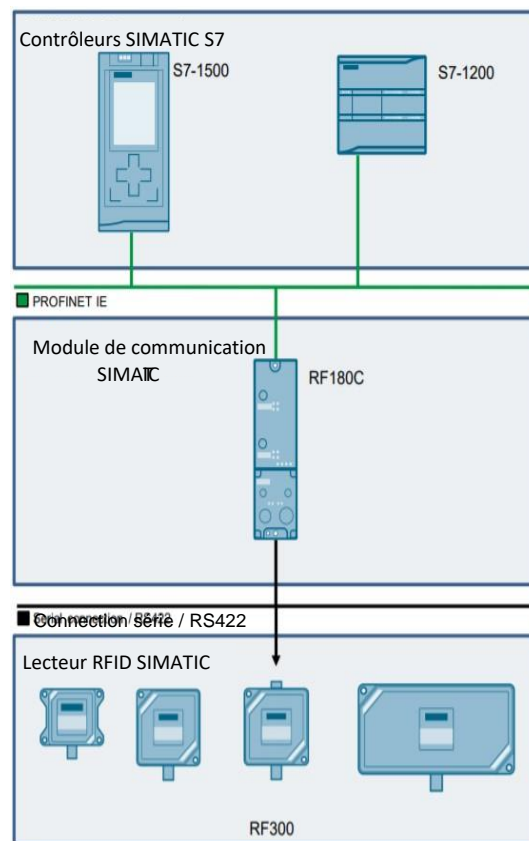 Contrôleurs SIMATIC S7
S7-1500
S7-1200
PROFINET IE
Module de communication
SIMATIC
RF180C
Connection série / RS422
Lecteur RFID SIMATIC
RF300